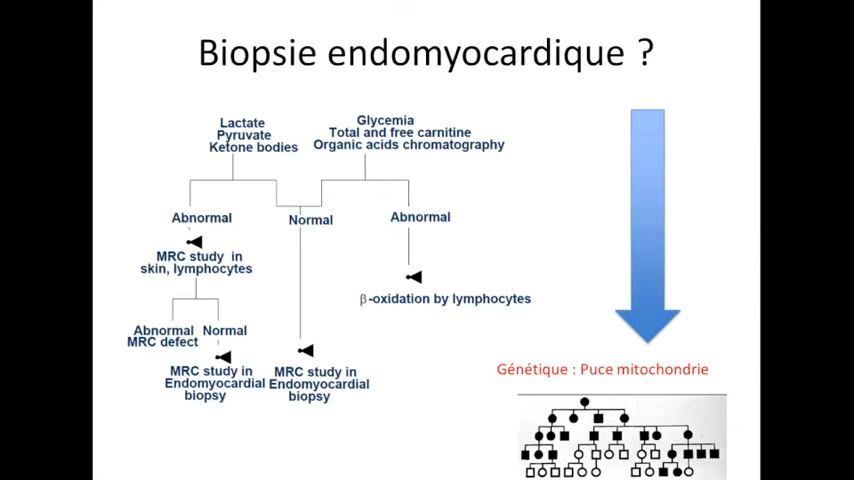 Biopsie endomyocardique ?
Lactate
Pyruvate
Ketone bodies
Glycemia
Total and free carnitine
Organic acids chromatography
Abnormal
Normal
Abnormal
MRC study in
skin, lymphocytes
β-oxidation by lymphocytes
Abnormal
MRC defect
Normal
MRC study in
Endomyocardial
biopsy
MRC study in
Endomyocardial
biopsy
Génétique : Puce mitochondrie